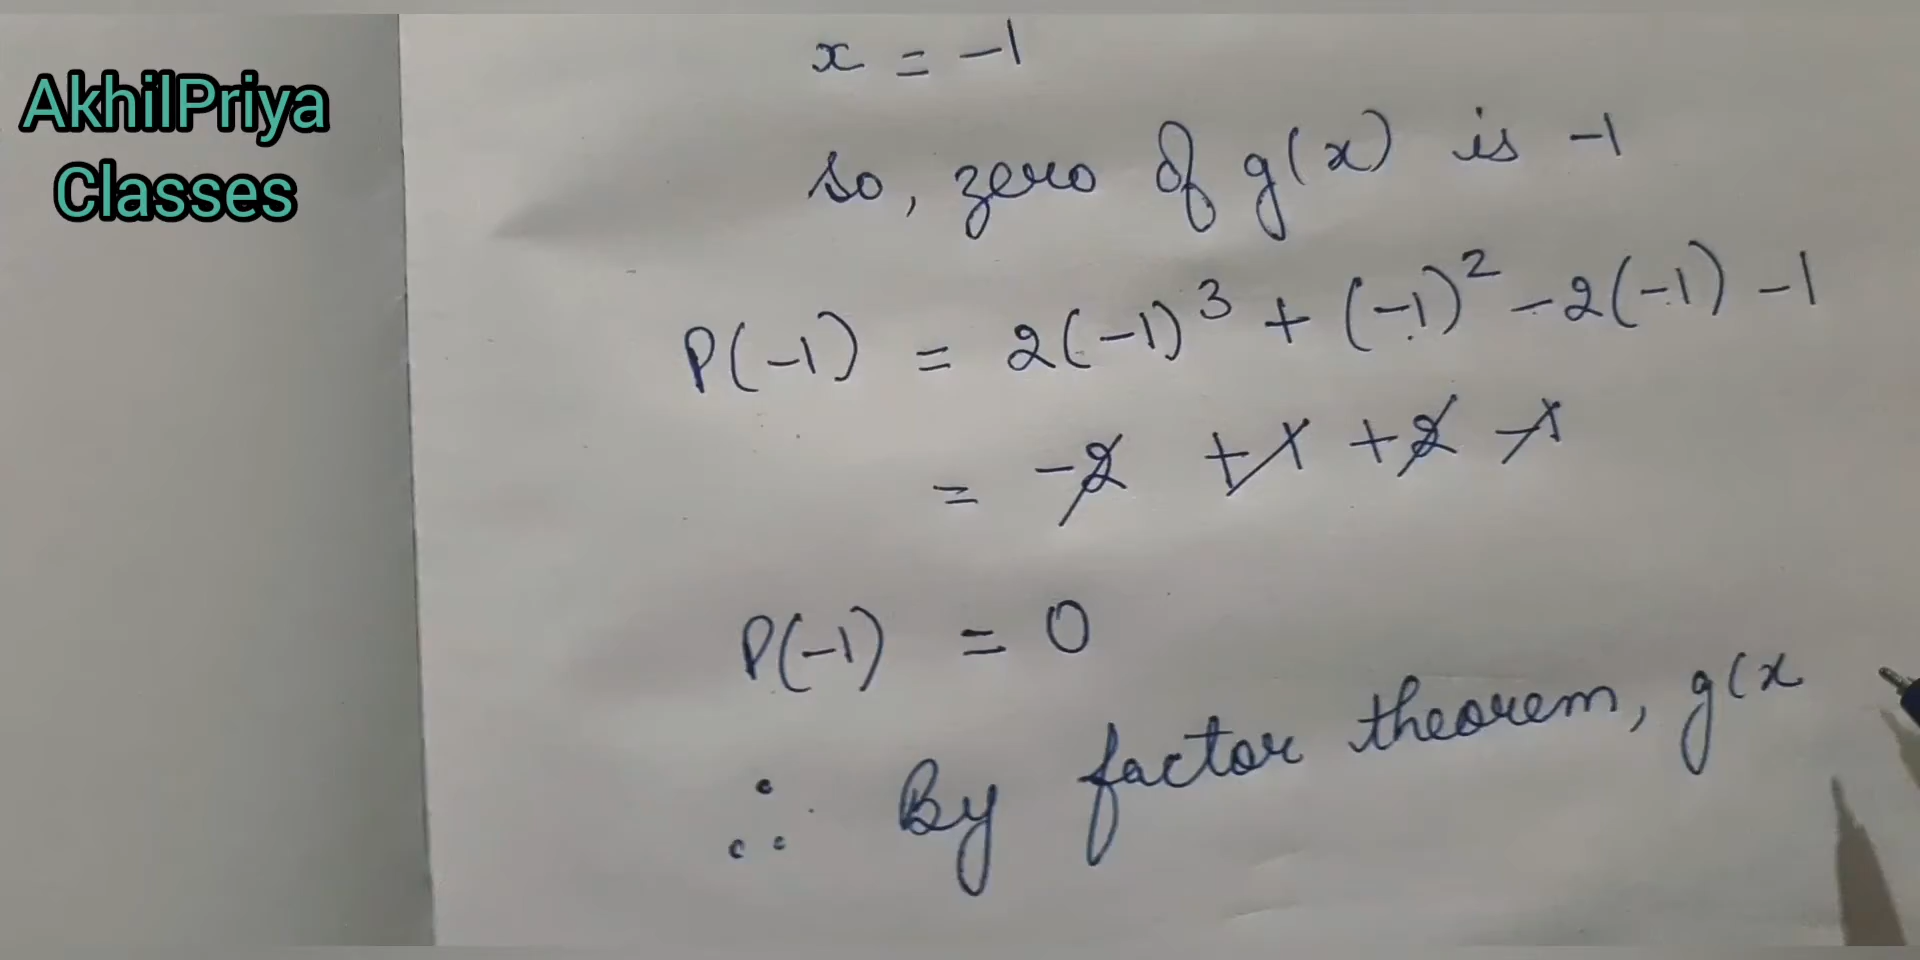 AkhilPriya
Classes
x = -1
so, zero of g(x) is -1
P(-1) = 2(-1)³ + (-1)² - 2(-1) - 1
= -2 +1 +2 -1
P(-1) = 0
∴ By factor theorem, g(x